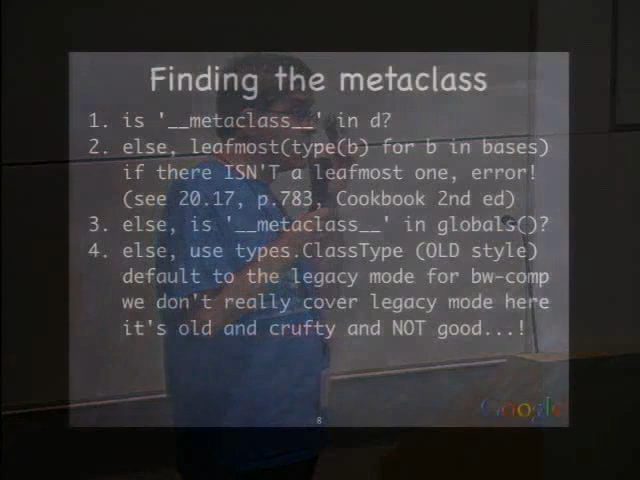 Finding the metaclass
1. is '__metaclass__' in d?
2. else, leafmost(type(b) for b in bases)
if there ISN'T a leafmost one, error!
(see 20.17, p.783, Cookbook 2nd ed)
3. else, is '__metaclass__' in globals()?
4. else, use types.ClassType (OLD style)
default to the legacy mode for bw-comp
we don't really cover legacy mode here
it's old and crufty and NOT good...!
Google
8